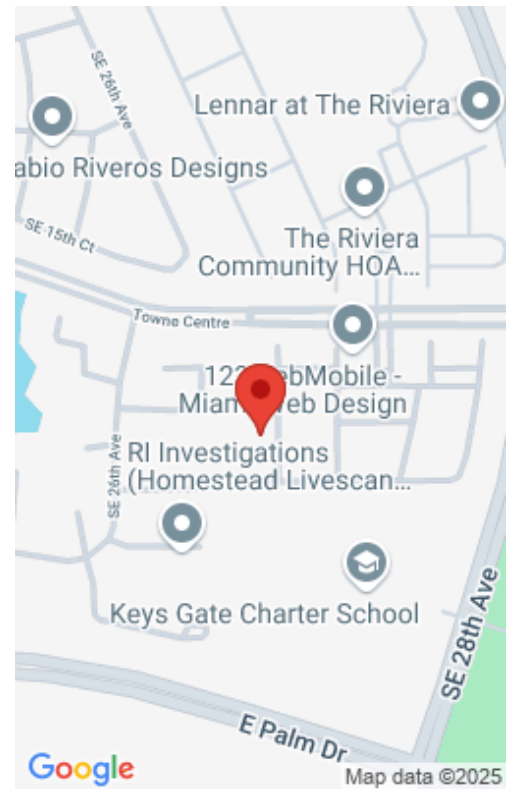 SE 26th Ave
Lennar at The Riviera
abio Riveros Designs
SE 15th Ct
The Riviera
Community HOA...
Towne Centre
Miami Web Design
RI Investigations
(Homestead Livescan...
SE 26th Ave
Keys Gate Charter School
SE 28th Ave
E Palm Dr
Google
Map data ©2025